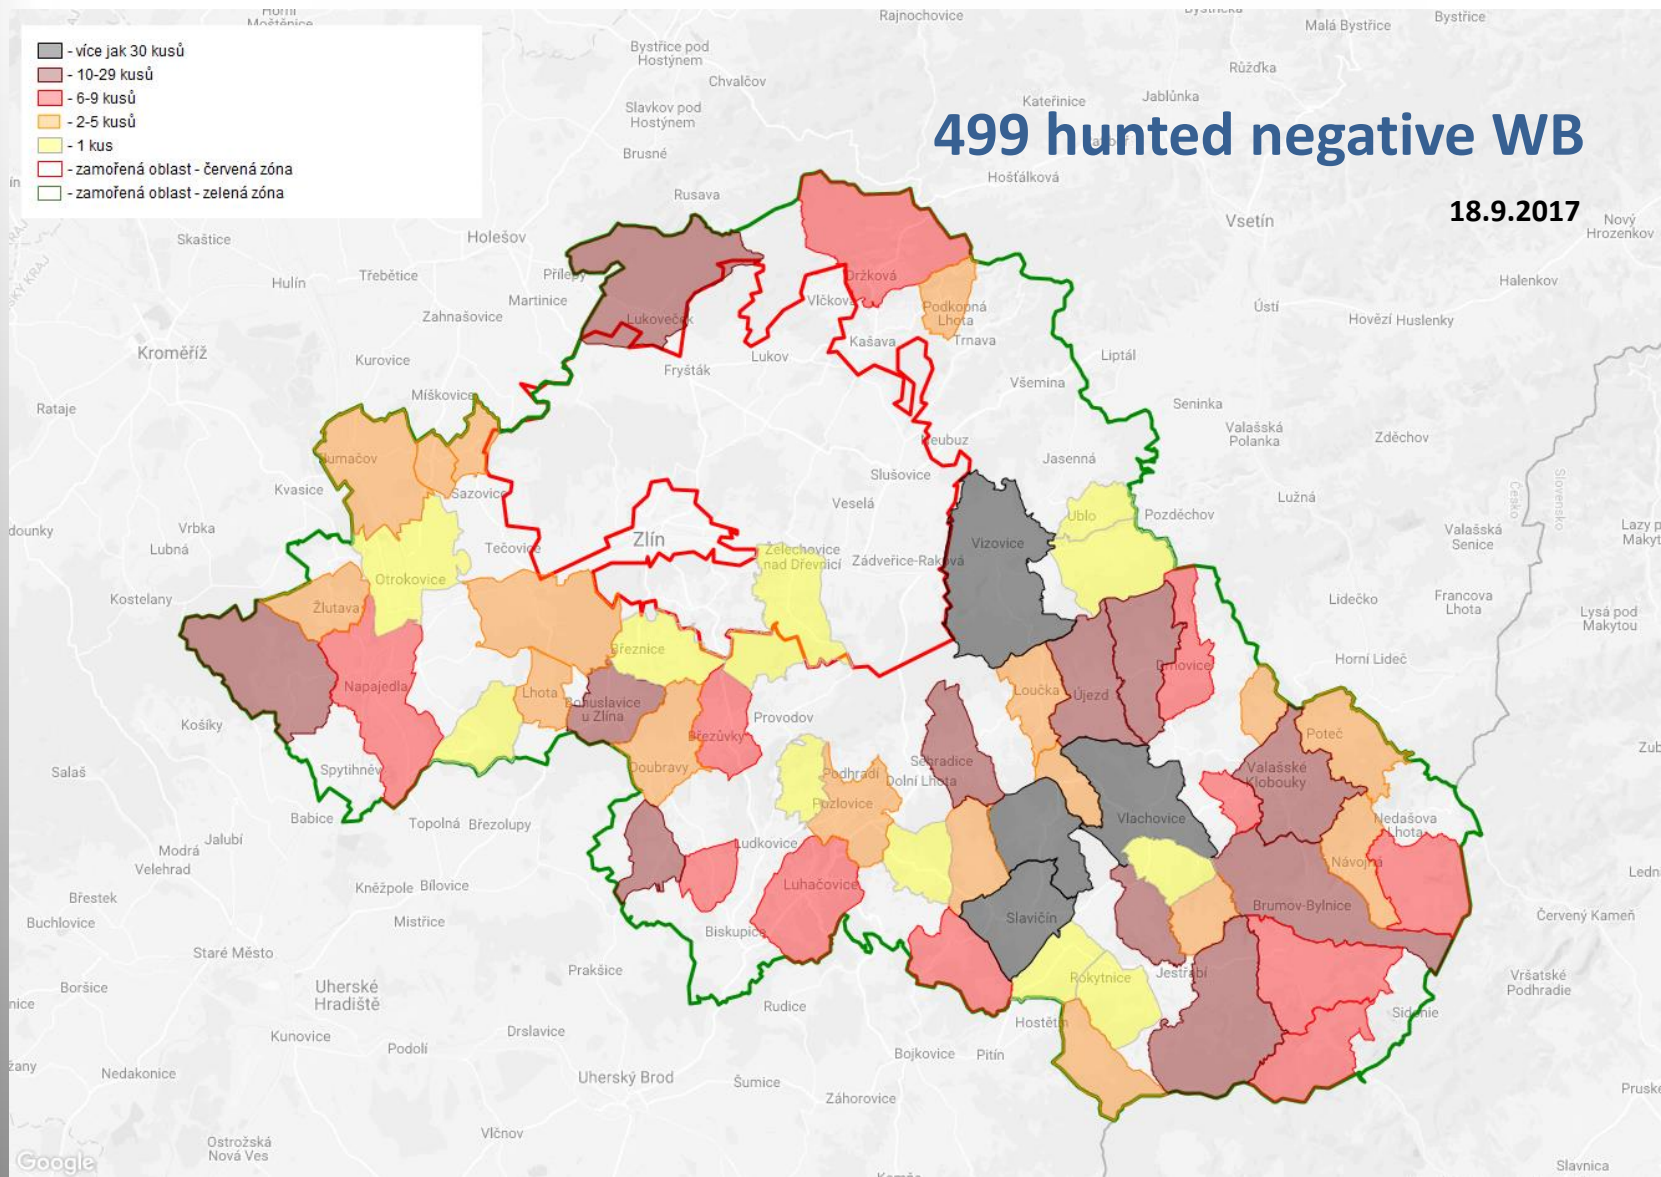 Horní
Moštěnice
Rajnochovice
Bystřička
Malá Bystřice
Bystřice
- více jak 30 kusů
- 10-29 kusů
- 6-9 kusů
- 2-5 kusů
- 1 kus
- zamořená oblast - červená zóna
- zamořená oblast - zelená zóna
Bystřice pod
Hostýnem
Chvalčov
Růžďka
Slavkov pod
Hostýnem
Kateřinice
Jablůnka
499 hunted negative WB
Brusné
Hošťálková
18.9.2017
Rusava
Vsetín
Nový
Hrozenkov
Skaštice
Holešov
Hulín
Třebětice
Přílepy
Držková
Halenkov
Martinice
Vlčková
Podkopná
Lhota
Ústí
Zahnašovice
Lukoveček
Hovězí
Huslenky
Kroměříž
Kašava
Trnava
Kurovice
Lukov
Liptál
Fryšták
Všemina
Míškovice
Rataje
Seninka
Valašská
Polanka
Zděchov
Neubuz
Jasenná
Kvasice
Sazovice
Slušovice
Lužná
Česko
Slovensko
Veselá
Ublo
Pozděchov
Vrbka
Valašská
Senice
Lubná
Tečovice
Zlín
Želechovice
nad Dřevnicí
Zádveřice-Raková
Vizovice
Otrokovice
Kostelany
Žlutava
Lidečko
Francova
Lhota
Lysá pod
Makytou
Březnice
Horní Lideč
Drnovice
Napajedla
Lhota
Bohuslavice
u Zlína
Loučka
Újezd
Košíky
Provodov
Březůvky
Poteč
Salaš
Spytihněv
Doubravy
Podhradí
Dolní Lhota
Sehradice
Valašské
Klobouky
Pozlovice
Babice
Topolná
Březolupy
Vlachovice
Nedašova
Lhota
Jalubí
Modrá
Velehrad
Ludkovice
Návojná
Kněžpole
Bílovice
Luhačovice
Břestek
Buchlovice
Mistřice
Slavičín
Brumov-Bylnice
Červený Kameň
Biskupice
Staré Město
Prakšice
Rokytnice
Jestřabí
Vršatské
Podhradie
Boršice
Uherské
Hradiště
Rudice
Hostětín
Sidonie
Kunovice
Drslavice
Podolí
Bojkovice
Pitín
Nedakonice
Uherský Brod
Šumice
Záhorovice
Vlčnov
Ostrožská
Nová Ves
Google
Slavnica